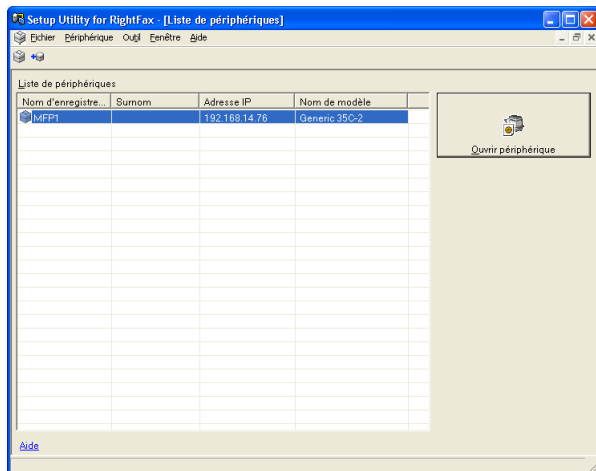 Setup Utility for RightFax - [Liste de périphériques]
Fichier Périphérique Outil Fenêtre Aide
Liste de périphériques
Nom d'enregistre... Surnom Adresse IP Nom de modèle
MFP1 192.168.14.76 Generic 35C-2
Ouvrir périphérique
Aide